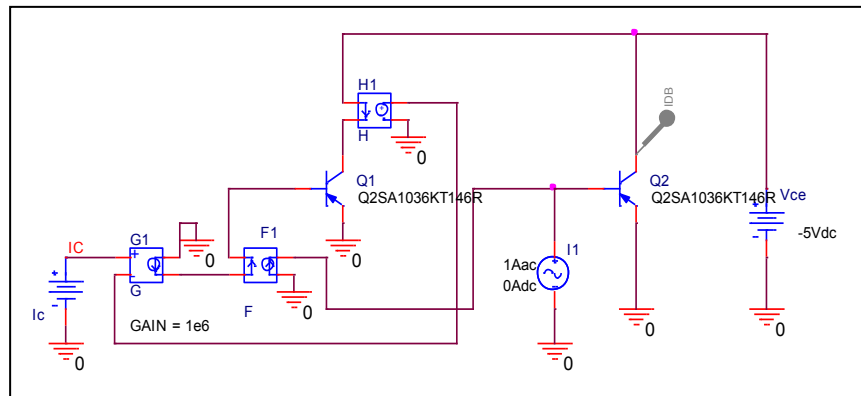 IDB
H1
H
0
Q1
Q2SA1036KT146R
0
Q2
Q2SA1036KT146R
Vce
-5Vdc
0
0
IC
Ic
0
G1
+
-
G
GAIN = 1e6
0
F1
F
0
I1
1Aac
0Adc
0